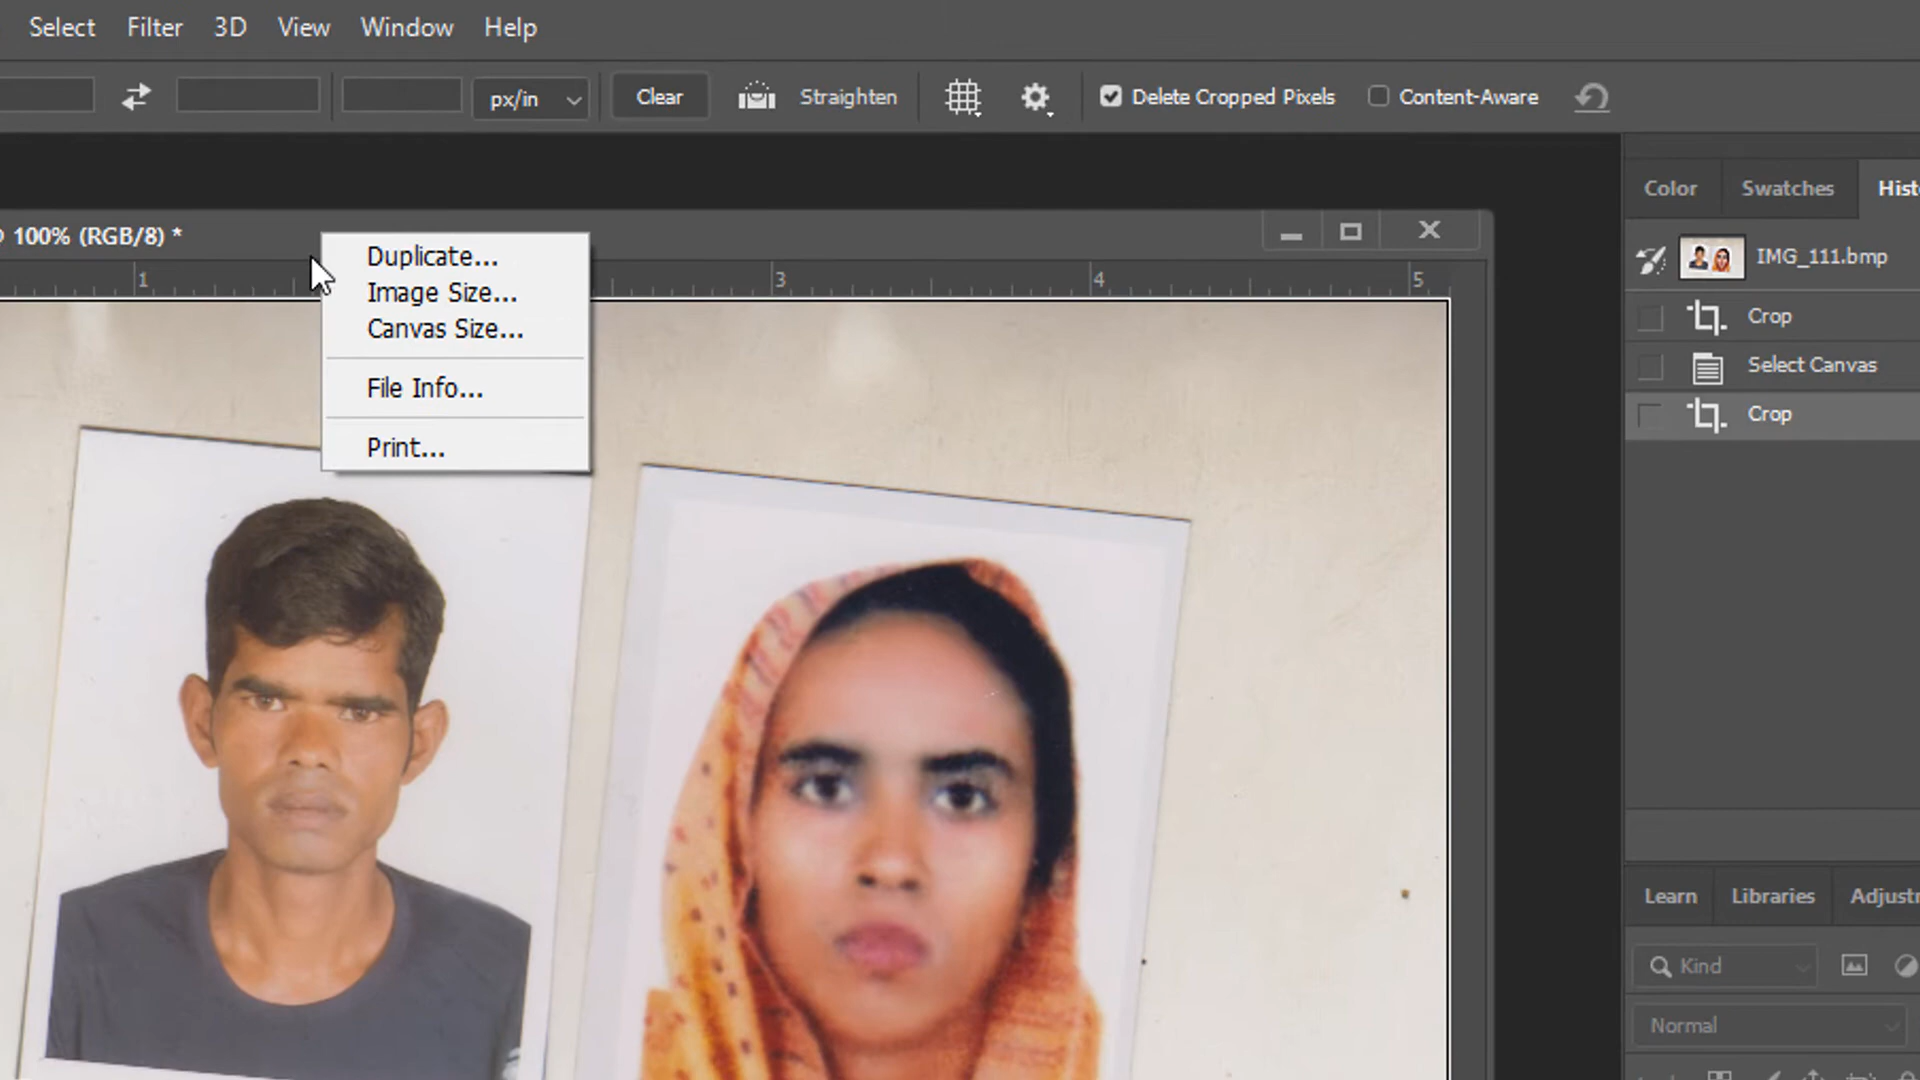 Select Filter 3D View Window Help
px/in Clear Straighten Delete Cropped Pixels Content-Aware
Color Swatches
100% (RGB/8) *
1 3 4 5
Duplicate...
Image Size...
Canvas Size...
File Info...
Print...
IMG_111.bmp
Crop
Select Canvas
Crop
Learn Libraries
Kind
Normal